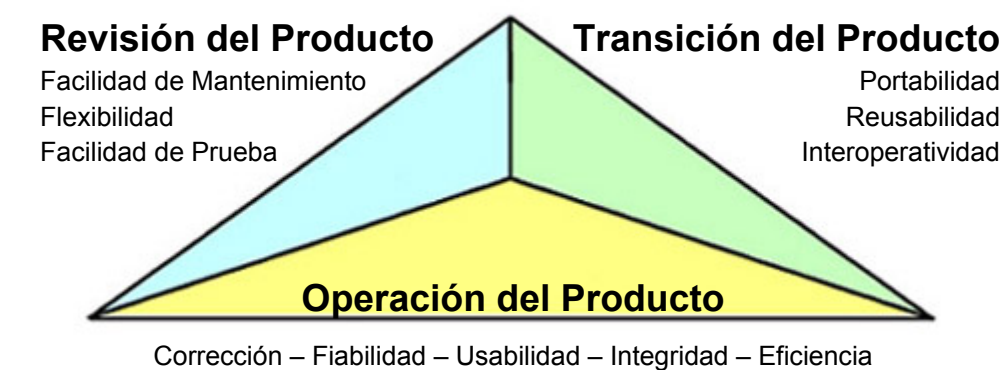 Revisión del Producto
Facilidad de Mantenimiento
Flexibilidad
Facilidad de Prueba
Transición del Producto
Portabilidad
Reusabilidad
Interoperatividad
Operación del Producto
Corrección – Fiabilidad – Usabilidad – Integridad – Eficiencia